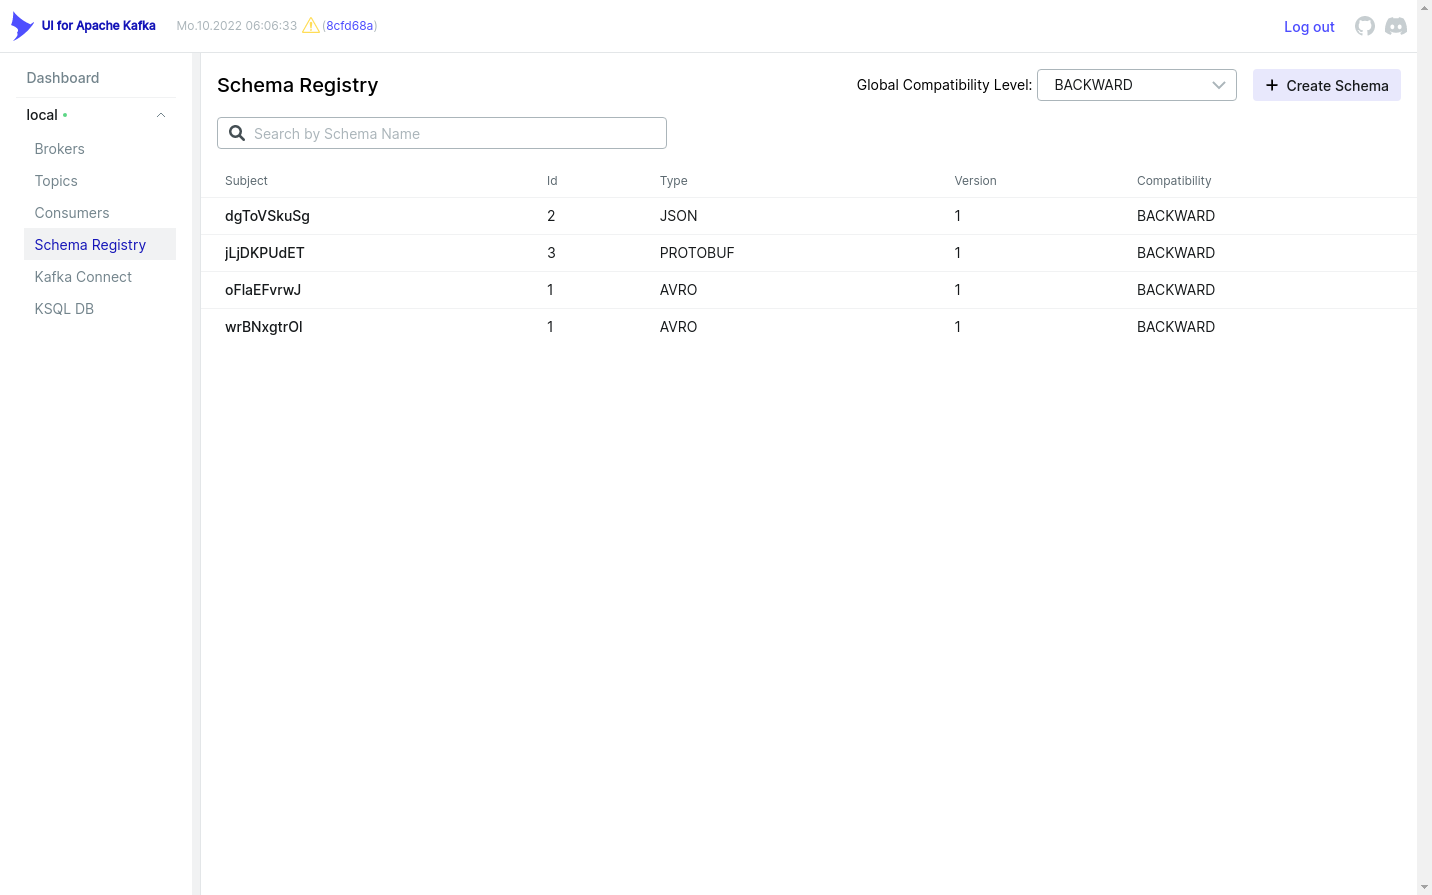 UI for Apache Kafka Mo.10.2022 06:06:33 (8cfd68a) Log out
Dashboard
local
Brokers
Topics
Consumers
Schema Registry
Kafka Connect
KSQL DB
Schema Registry Global Compatibility Level: BACKWARD Create Schema
Search by Schema Name
Subject Id Type Version Compatibility
dgToVSkuSg 2 JSON 1 BACKWARD
jLjDKPUdET 3 PROTOBUF 1 BACKWARD
oFlaEFvrwJ 1 AVRO 1 BACKWARD
wrBNxgtrOl 1 AVRO 1 BACKWARD